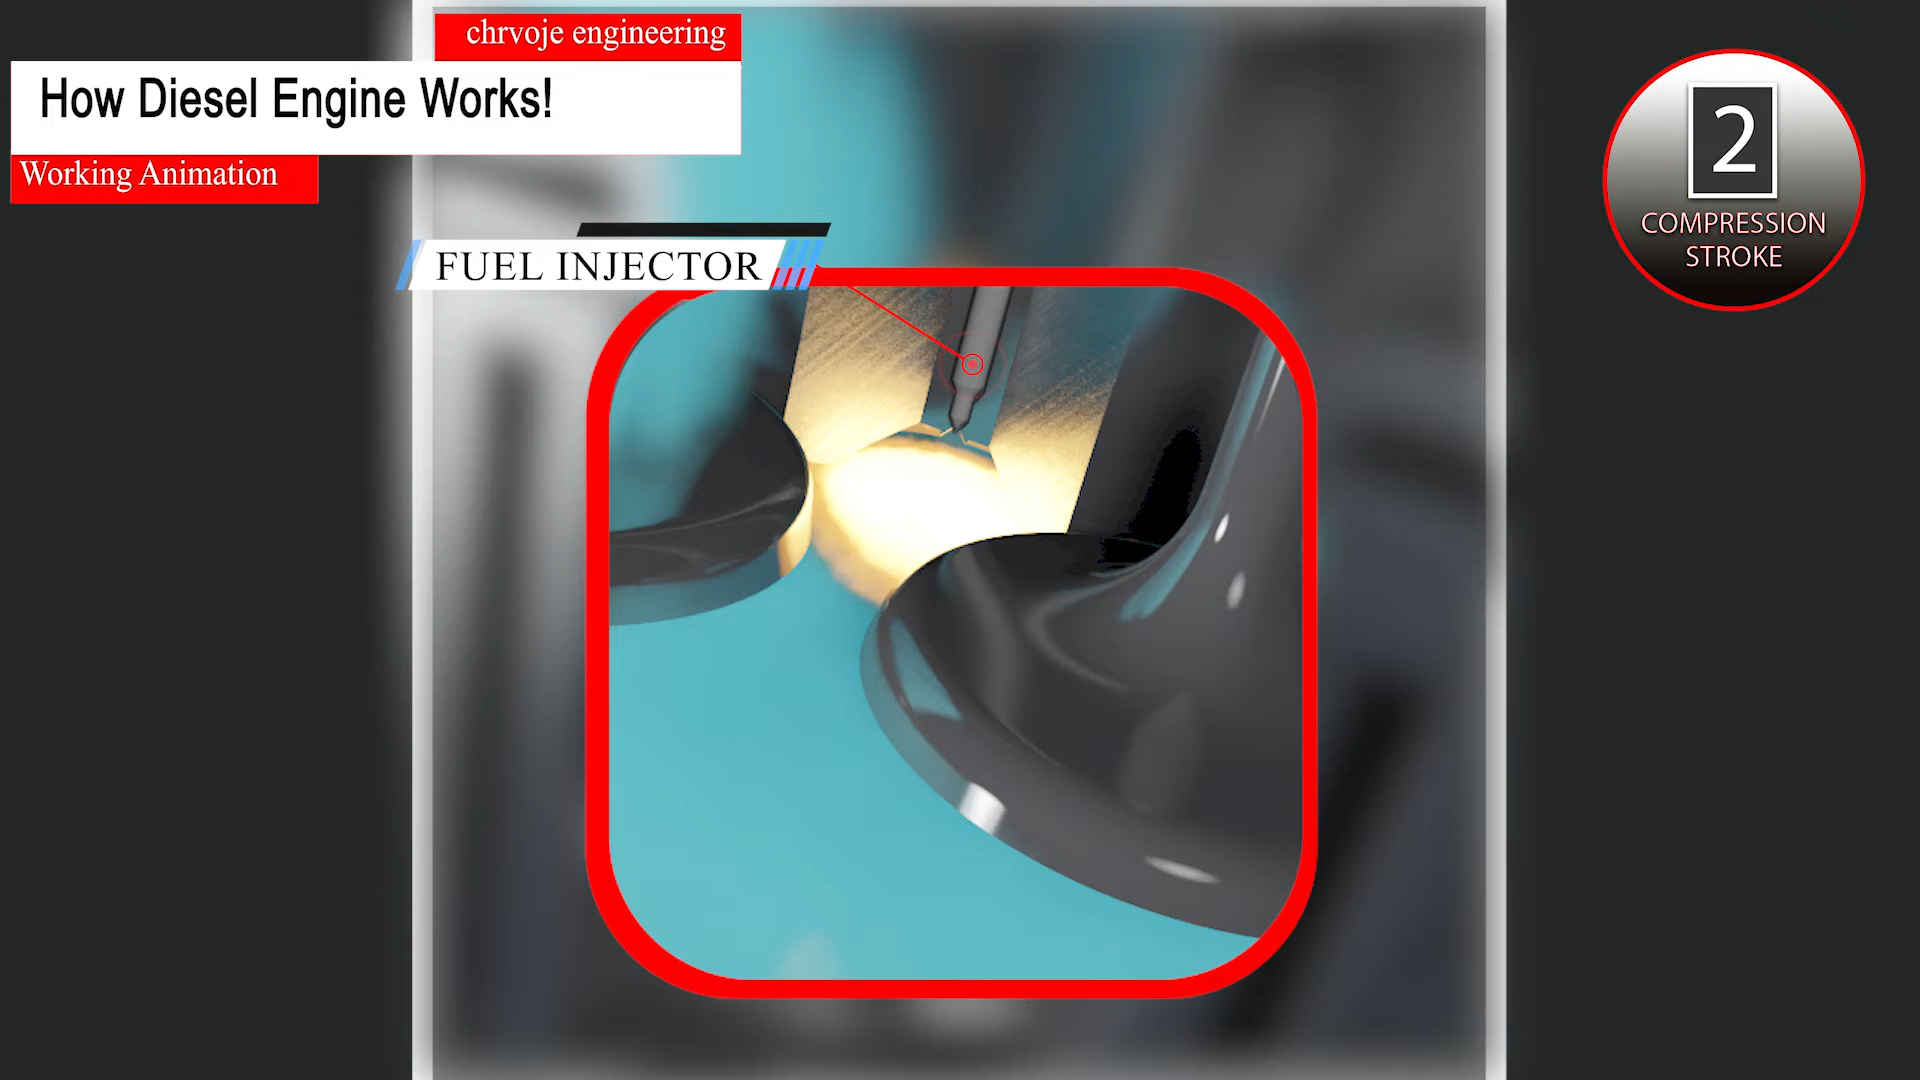 chrvoje engineering
How Diesel Engine Works!
Working Animation
FUEL INJECTOR
2
COMPRESSION
STROKE